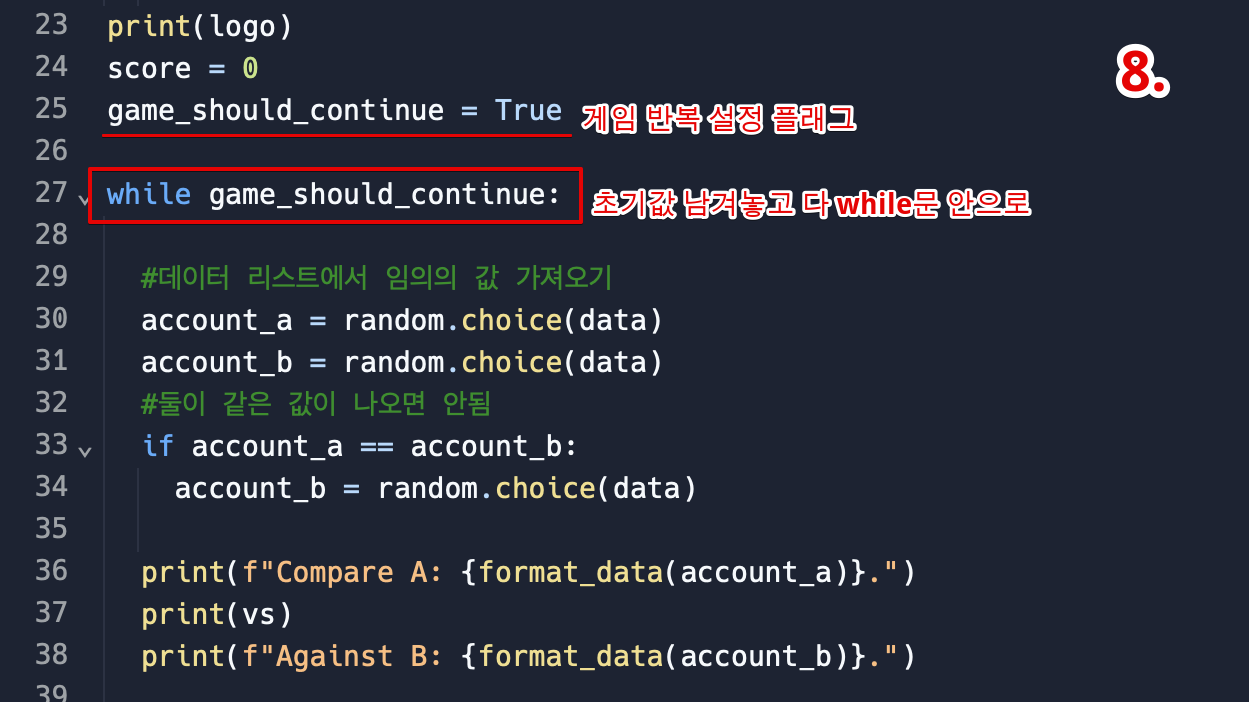 23 print(logo)
24 score = 0
8.
25 game_should_continue = True 게임 반복 설정 플래그
26
27 while game_should_continue: 초기값 남겨놓고 다 while문 안으로
28
29 #데이터 리스트에서 임의의 값 가져오기
30 account_a = random.choice(data)
31 account_b = random.choice(data)
32 #둘이 같은 값이 나오면 안됨
33 if account_a == account_b:
34 account_b = random.choice(data)
35
36 print(f"Compare A: {format_data(account_a)}.")
37 print(vs)
38 print(f"Against B: {format_data(account_b)}.")
39